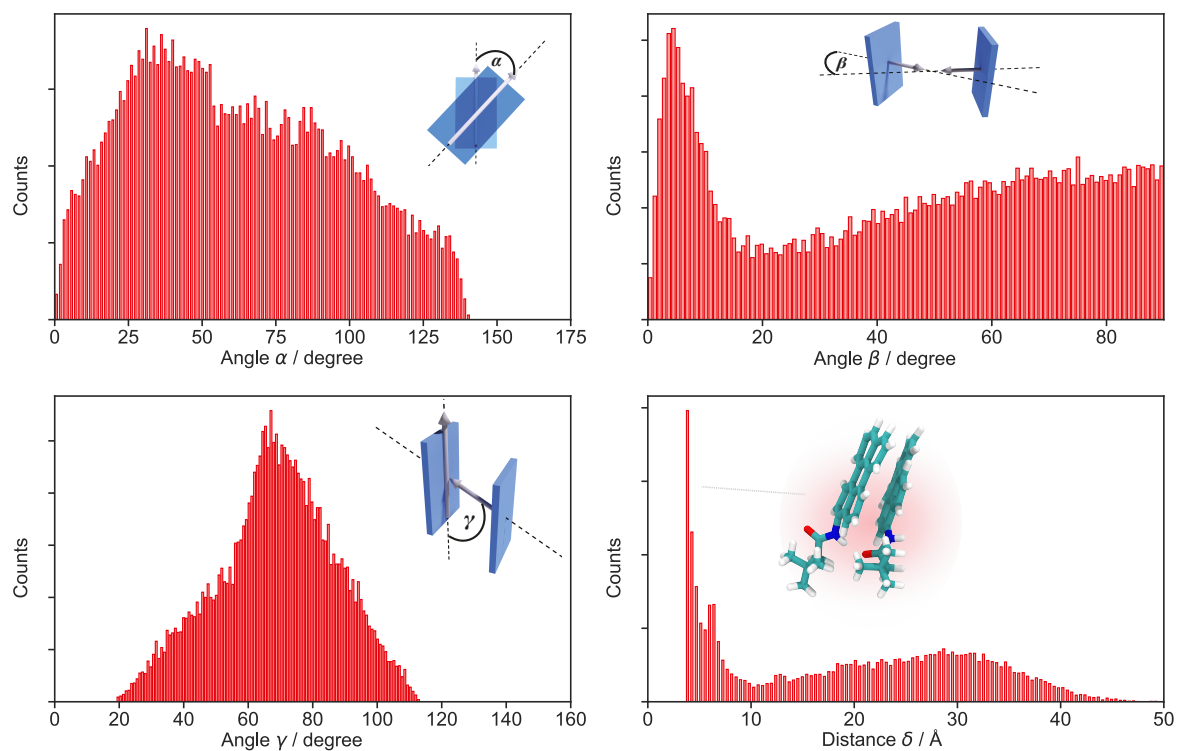 Counts
α
0 25 50 75 100 125 150 175
Angle α / degree
Counts
β
0 20 40 60 80
Angle β / degree
Counts
γ
0 20 40 60 80 100 120 140 160
Angle γ / degree
Counts
0 10 20 30 40 50
Distance δ / Å